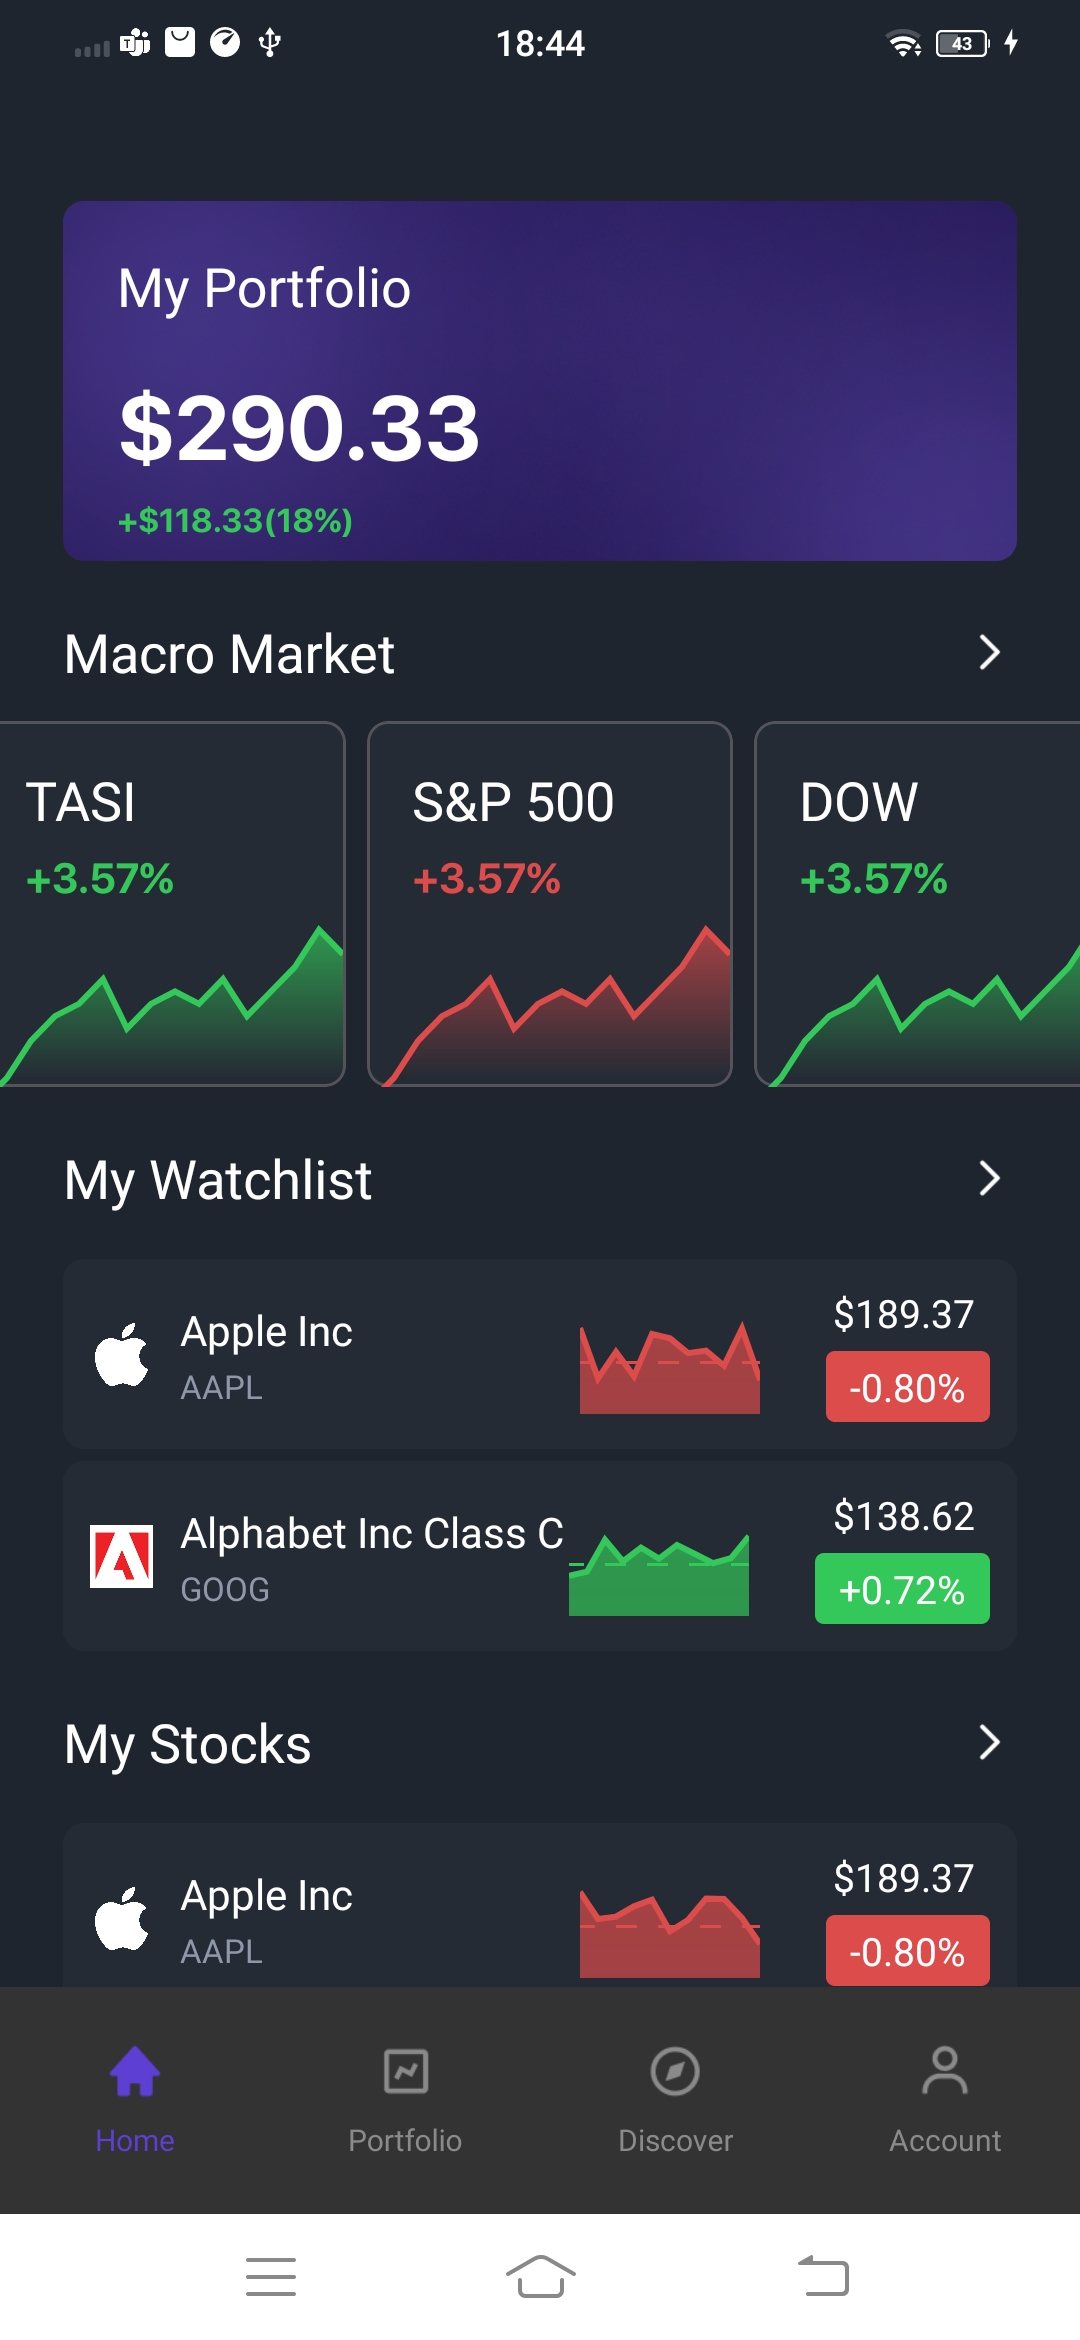 18:44
43
My Portfolio
$290.33
+$118.33(18%)
Macro Market
TASI
+3.57%
S&P 500
+3.57%
DOW
+3.57%
My Watchlist
Apple Inc
AAPL
$189.37
-0.80%
Alphabet Inc Class C
GOOG
$138.62
+0.72%
My Stocks
Apple Inc
AAPL
$189.37
-0.80%
Home
Portfolio
Discover
Account